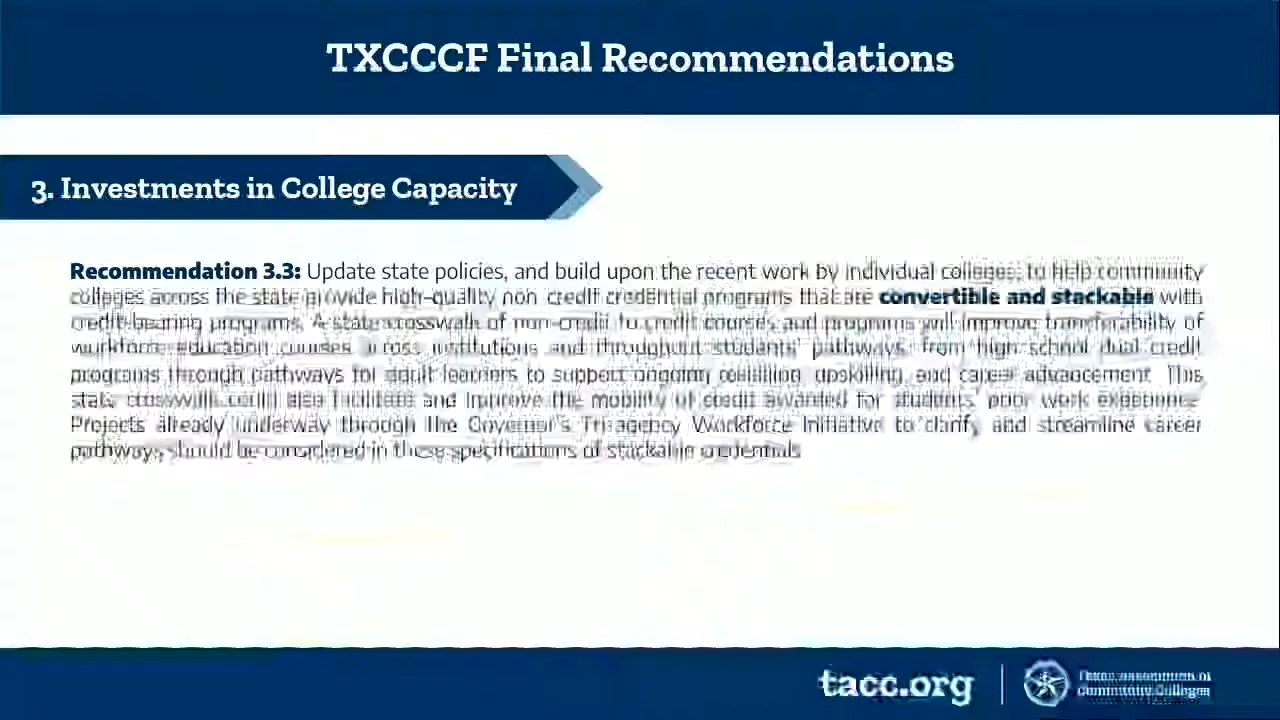 TXCCCF Final Recommendations
3. Investments in College Capacity
Recommendation 3.3: Update state policies, and build upon the recent work by individual colleges, to help community
colleges across the state provide high-quality non-credit credential programs that are convertible and stackable with
credit-bearing programs. A state crosswalk of non-credit to credit courses and programs will improve transferability of
workforce education courses across institutions and throughout students' pathways, from high school dual credit
programs through pathways for adult learners to support ongoing reskilling, upskilling, and career advancement. This
state crosswalk could also facilitate and improve the mobility of credit awarded for students' prior work experience.
Projects already underway through the Governor's Tri-agency Workforce Initiative to clarify and streamline career
pathways should be considered in these specifications of stackable credentials.
tacc.org
Texas Association of
Community Colleges